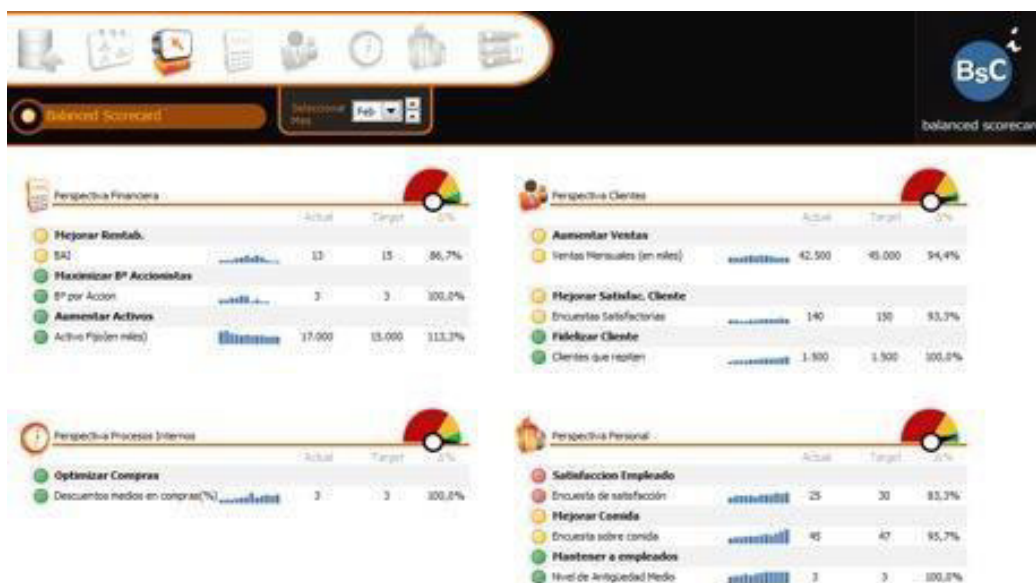 BSC
i
balanced scorecar
Balanced Scorecard
Seleccionar Mes
Feb
Perspectiva Financiera
Actual Target Δ%
Mejorar Rentab.
BAI 13 15 86,7%
Maximizar Bº Accionistas
Bº por Accion 3 3 100,0%
Aumentar Activos
Activo Fijo(en miles) 17.000 15.000 113,3%
Perspectiva Clientes
Actual Target Δ%
Aumentar Ventas
Ventas Mensuales (en miles) 42.500 45.000 94,4%
Mejorar Satisfac. Cliente
Encuestas Satisfactorias 140 150 93,3%
Fidelizar Cliente
Clientes que repiten 1.500 1.500 100,0%
Perspectiva Procesos Internos
Actual Target Δ%
Optimizar Compras
Descuentos medios en compras(%) 3 3 100,0%
Perspectiva Personal
Actual Target Δ%
Satisfaccion Empleado
Encuesta de satisfacción 25 30 83,3%
Mejorar Comida
Encuesta sobre comida 45 47 95,7%
Mantener a empleados
Nivel de Antigüedad Medio 3 3 100,0%